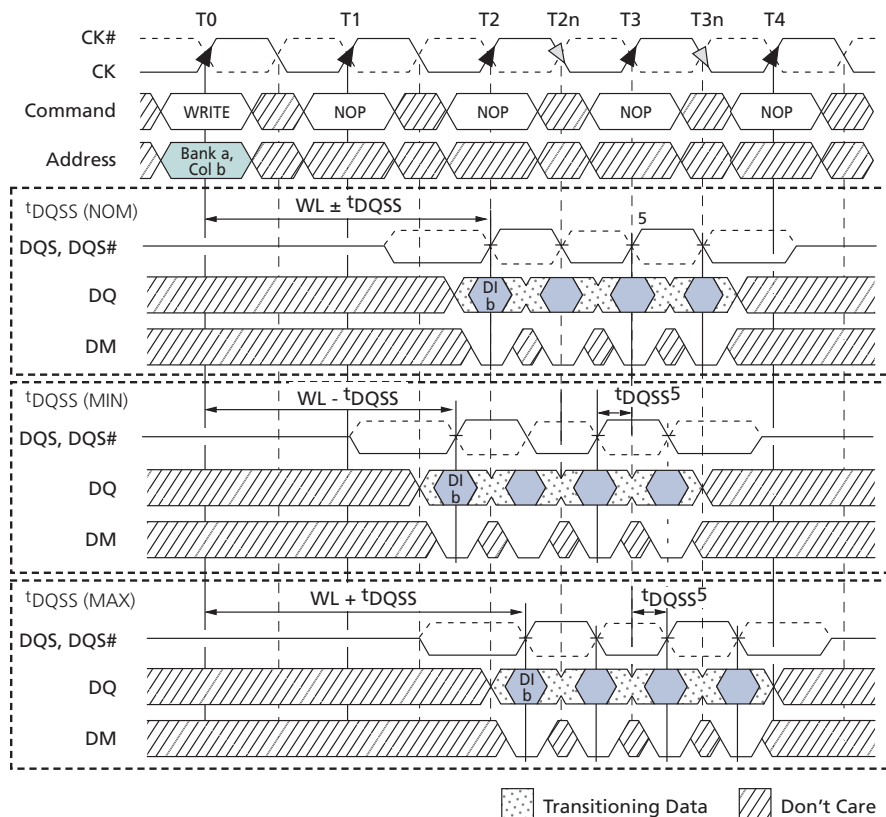 T0 T1 T2 T2n T3 T3n T4
CK#
CK
Command WRITE NOP NOP NOP NOP
Address Bank a,
Col b
tDQSS (NOM) WL ± tDQSS 5
DQS, DQS#
DQ DI
b
DM
tDQSS (MIN) WL - tDQSS tDQSS5
DQS, DQS#
DQ DI
b
DM
tDQSS (MAX) WL + tDQSS tDQSS5
DQS, DQS#
DQ DI
b
DM
Transitioning Data Don't Care